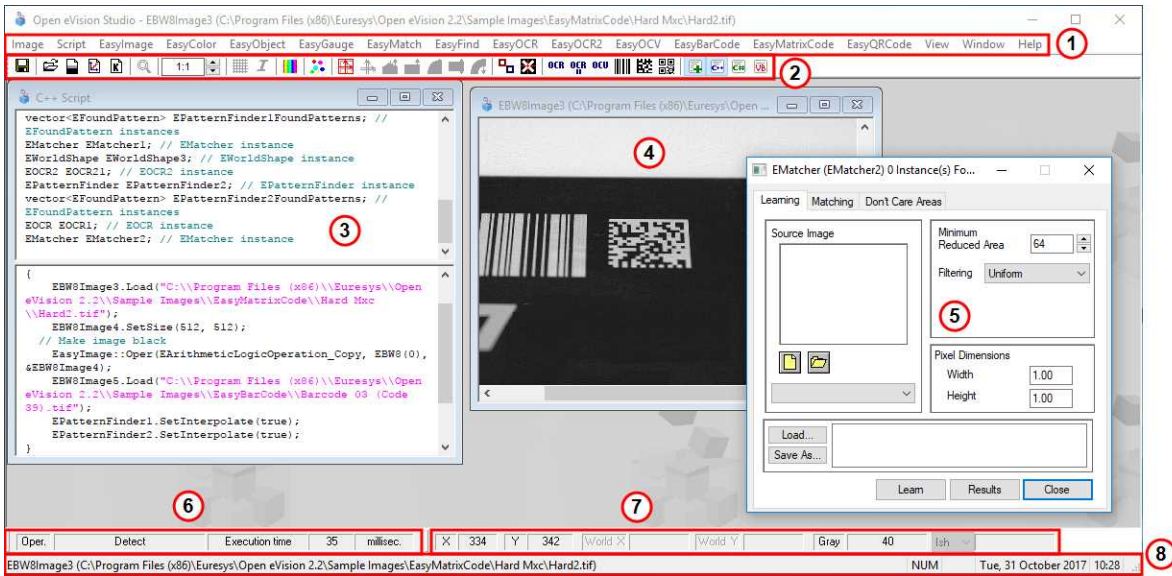 Open eVision Studio - EBW8Image3 (C:\Program Files (x86)\Euresys\Open eVision 2.2\Sample Images\EasyMatrixCode\Hard Mxc\Hard2.tif)
Image Script EasyImage EasyColor EasyObject EasyGauge EasyMatch EasyFind EasyOCR EasyOCR2 EasyOCV EasyBarCode EasyMatrixCode EasyQRCode View Window Help
1
1:1
OCR OCR II OCV C++ C# VB
2
C++ Script
vector<EFoundPattern> EPatternFinder1FoundPatterns; //
EFoundPattern instances
EMatcher EMatcher1; // EMatcher instance
EWorldShape EWorldShape3; // EWorldShape instance
EOCR2 EOCR21; // EOCR2 instance
EPatternFinder EPatternFinder2; // EPatternFinder instance
vector<EFoundPattern> EPatternFinder2FoundPatterns; //
EFoundPattern instances
EOCR EOCR1; // EOCR instance
EMatcher EMatcher2; // EMatcher instance
3
{
EBW8Image3.Load("C:\\Program Files (x86)\\Euresys\\Open
eVision 2.2\\Sample Images\\EasyMatrixCode\\Hard Mxc
\\Hard2.tif");
EBW8Image4.SetSize(512, 512);
// Make image black
EasyImage::Oper(EArithmeticLogicOperation_Copy, EBW8(0),
&EBW8Image4);
EBW8Image5.Load("C:\\Program Files (x86)\\Euresys\\Open
eVision 2.2\\Sample Images\\EasyBarCode\\Barcode 03 (Code
39).tif");
EPatternFinder1.SetInterpolate(true);
EPatternFinder2.SetInterpolate(true);
}
EBW8Image3 (C:\Program Files (x86)\Euresys\Open ...
4
EMatcher (EMatcher2) 0 Instance(s) Fo...
Learning Matching Don't Care Areas
Source Image
Minimum
Reduced Area 64
Filtering Uniform
5
Pixel Dimensions
Width 1.00
Height 1.00
Load...
Save As...
Learn Results Close
6
7
Oper. Detect Execution time 35 millisec. X 334 Y 342 World X World Y Gray 40 Ish
8
EBW8Image3 (C:\Program Files (x86)\Euresys\Open eVision 2.2\Sample Images\EasyMatrixCode\Hard Mxc\Hard2.tif) NUM Tue, 31 October 2017 10:28